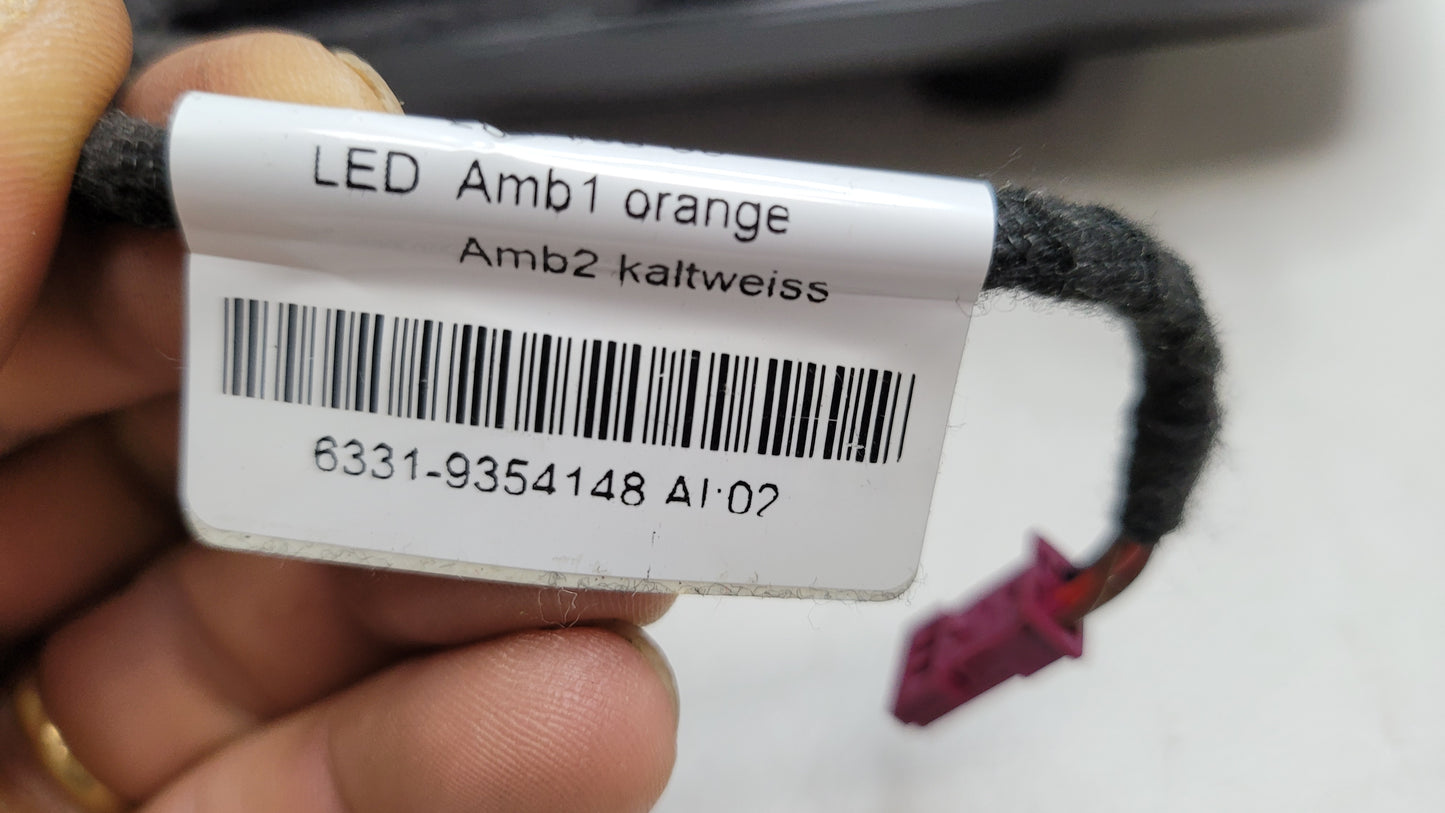 LED Amb1 orange
Amb2 kaltweiss
6331-9354148 AI:02